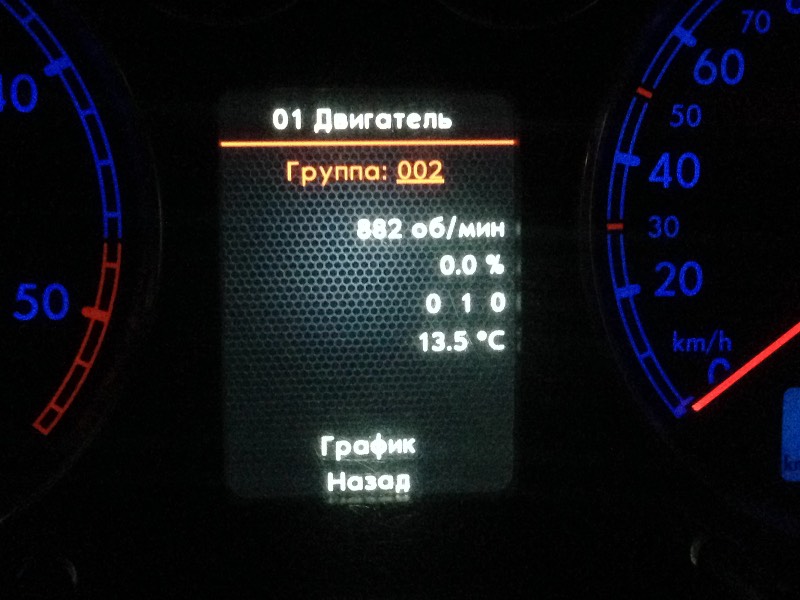 01 Двигатель
Группа: 002
882 об/мин
0.0 %
0 1 0
13.5 °C
График
Назад
40
50
70
60
50
40
30
20
km/h
0